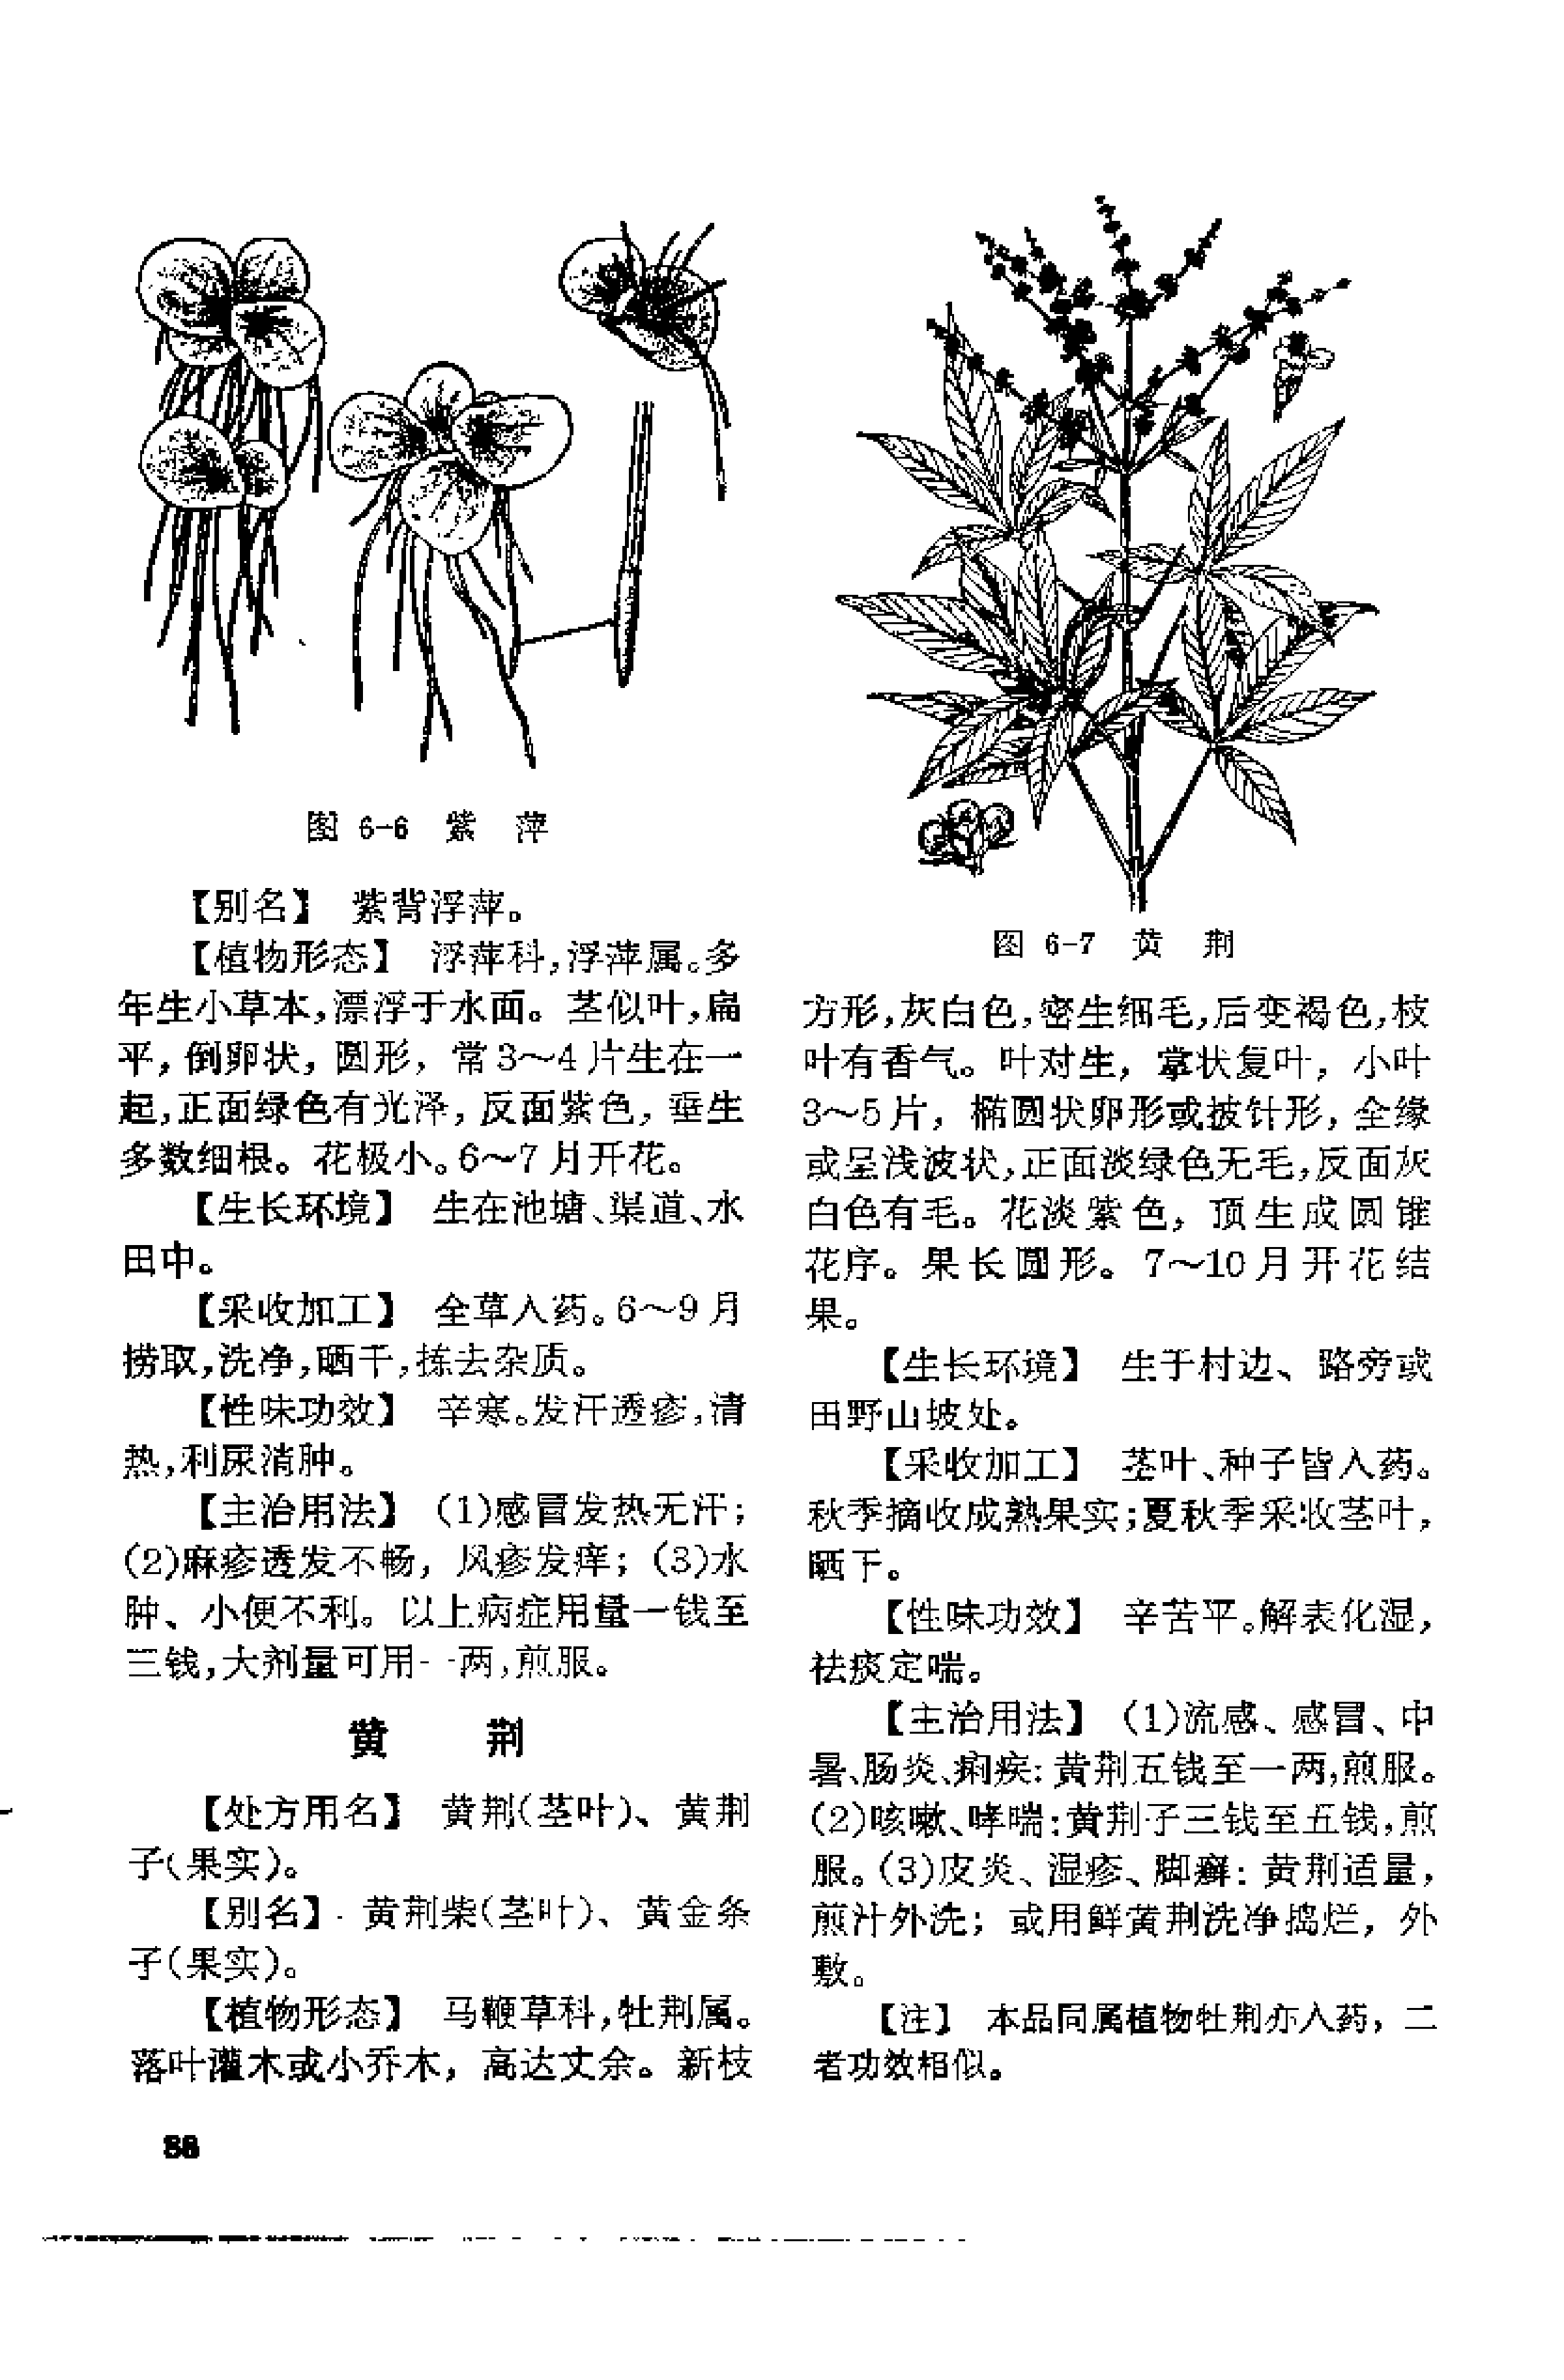 图 6-6 紫 萍
【别名】 紫背浮萍。
【植物形态】 浮萍科,浮萍属。多
年生小草本,漂浮于水面。茎似叶,扁
平,倒卵状,圆形,常3～4片生在一
起,正面绿色有光泽,反面紫色,垂生
多数细根。花极小。6～7月开花。
【生长环境】 生在池塘、渠道、水
田中。
【采收加工】 全草入药。6～9月
捞取,洗净,晒干,拣去杂质。
【性味功效】 辛寒。发汗透疹,清
热,利尿消肿。
【主治用法】 (1)感冒发热无汗;
(2)麻疹透发不畅,风疹发痒;(3)水
肿、小便不利。以上病症用量一钱至
三钱,大剂量可用一两,煎服。
黄 荆
【处方用名】 黄荆(茎叶)、黄荆
子(果实)。
【别名】 黄荆柴(茎叶)、黄金条
子(果实)。
【植物形态】 马鞭草科,牡荆属。
落叶灌木或小乔木,高达丈余。新枝
图 6-7 黄 荆
方形,灰白色,密生细毛,后变褐色,枝
叶有香气。叶对生,掌状复叶,小叶
3～5片,椭圆状卵形或披针形,全缘
或呈浅波状,正面淡绿色无毛,反面灰
白色有毛。花淡紫色,顶生成圆锥
花序。果长圆形。7～10月开花结
果。
【生长环境】 生于村边、路旁或
田野山坡处。
【采收加工】 茎叶、种子皆入药。
秋季摘收成熟果实;夏秋季采收茎叶,
晒干。
【性味功效】 辛苦平。解表化湿,
祛痰定喘。
【主治用法】 (1)流感、感冒、中
暑、肠炎、痢疾:黄荆五钱至一两,煎服。
(2)咳嗽、哮喘:黄荆子三钱至五钱,煎
服。(3)皮炎、湿疹、脚癣:黄荆适量,
煎汁外洗;或用鲜黄荆洗净捣烂,外
敷。
【注】 本品同属植物牡荆亦入药,二
者功效相似。